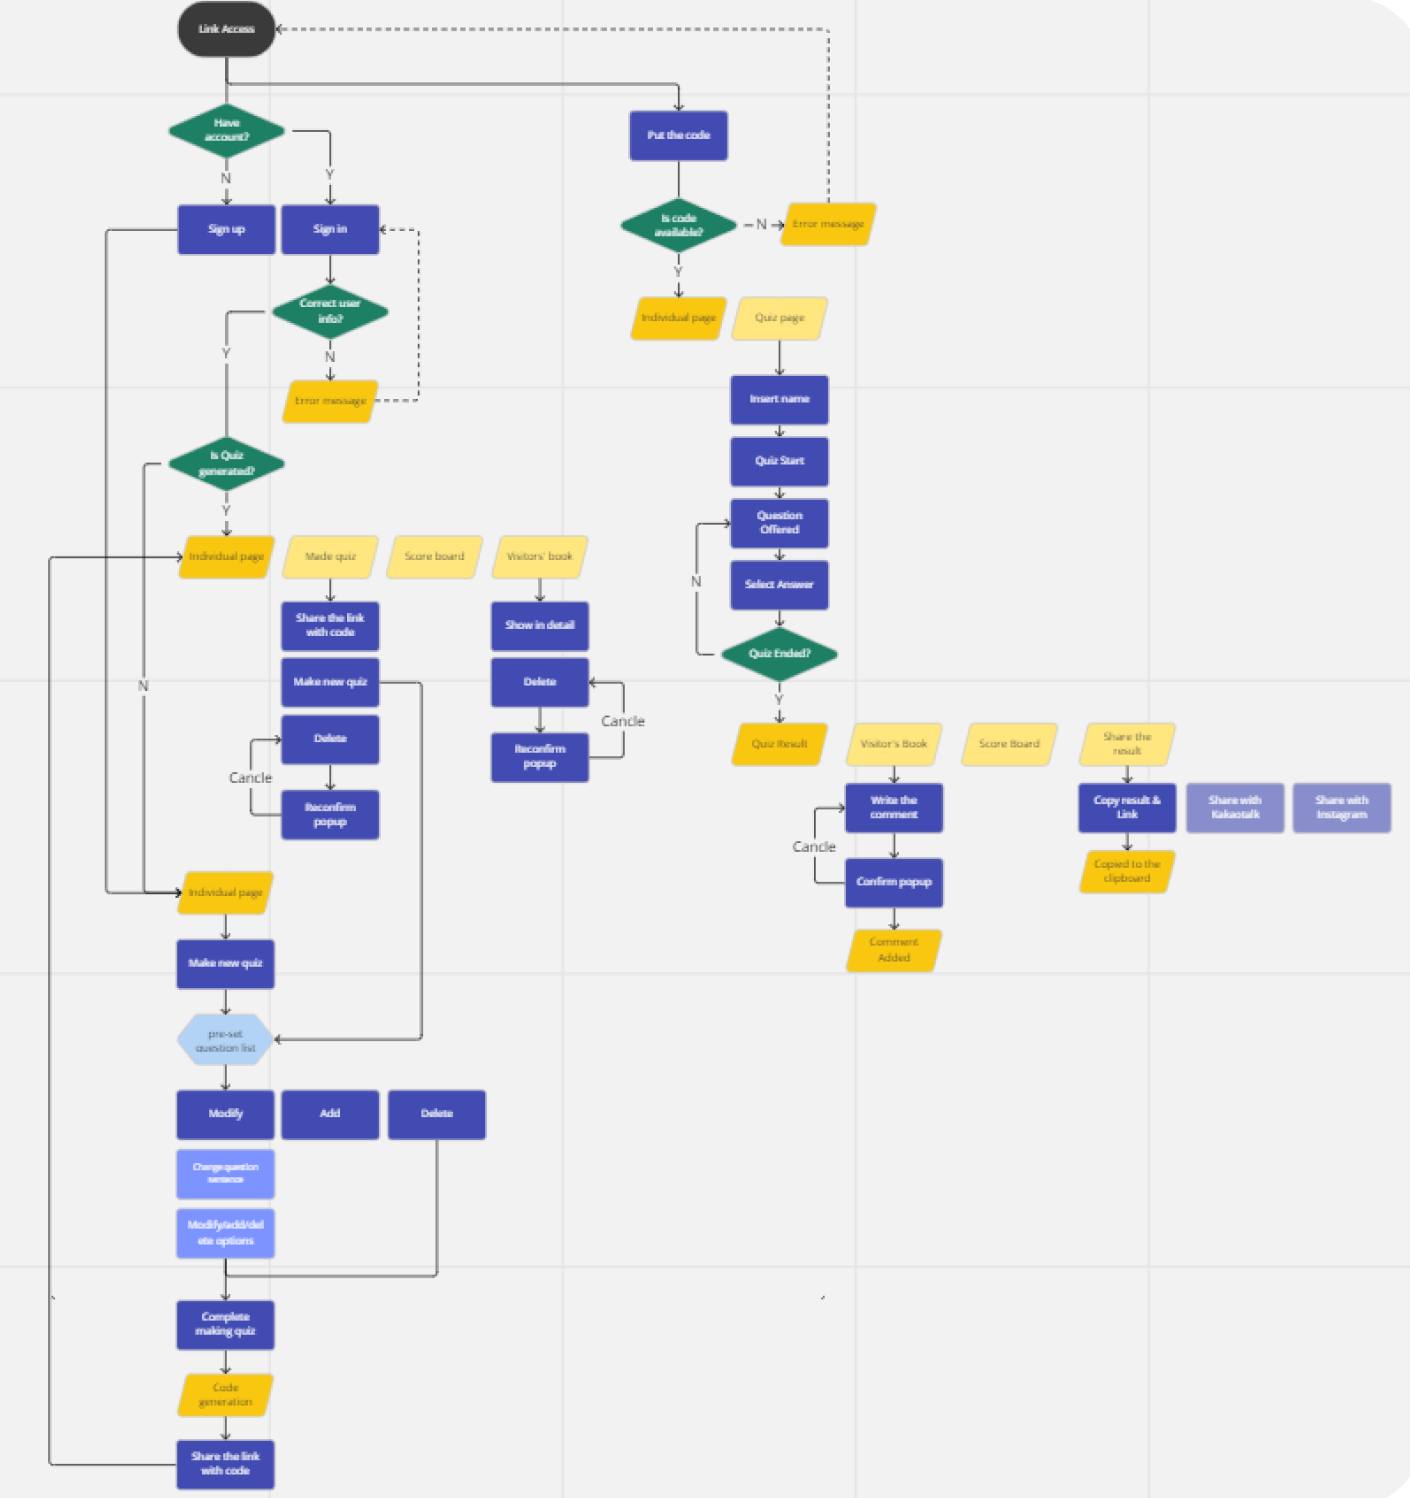 Link Access
Have
account?
N
Y
Sign up
Sign in
Correct user
info?
Y
N
Error message
Is Quiz
generated?
Y
N
Individual page
Made quiz
Score board
Visitors' book
Share the link
with code
Make new quiz
Delete
Cancle
Reconfirm
popup
Show in detail
Delete
Cancle
Reconfirm
popup
Individual page
Make new quiz
pre-set
question list
Modify
Add
Delete
Change question
sentence
Modify/add/del
ete options
Complete
making quiz
Code
generation
Share the link
with code
Put the code
Is code
available?
N
Error message
Y
Individual page
Quiz page
Insert name
Quiz Start
Question
Offered
N
Select Answer
Quiz Ended?
Y
Quiz Result
Visitor's Book
Score Board
Share the
result
Write the
comment
Cancle
Confirm popup
Comment
Added
Copy result &
Link
Share with
Kakaotalk
Share with
Instagram
Copied to the
clipboard